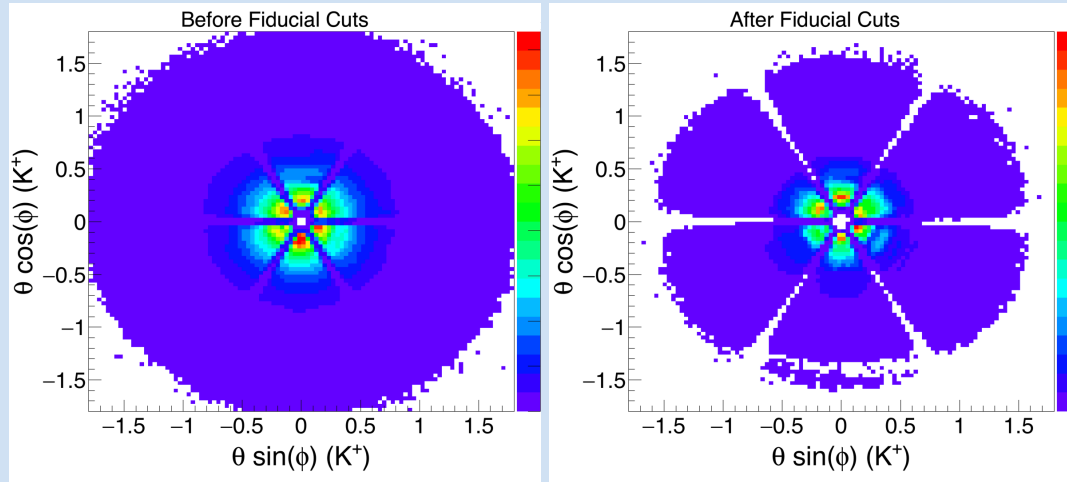 Before Fiducial Cuts
θ cos(ϕ) (K⁺)
1.5
1
0.5
0
−0.5
−1
−1.5
−1.5 −1 −0.5 0 0.5 1 1.5
θ sin(ϕ) (K⁺)
After Fiducial Cuts
θ cos(ϕ) (K⁺)
1.5
1
0.5
0
−0.5
−1
−1.5
−1.5 −1 −0.5 0 0.5 1 1.5
θ sin(ϕ) (K⁺)